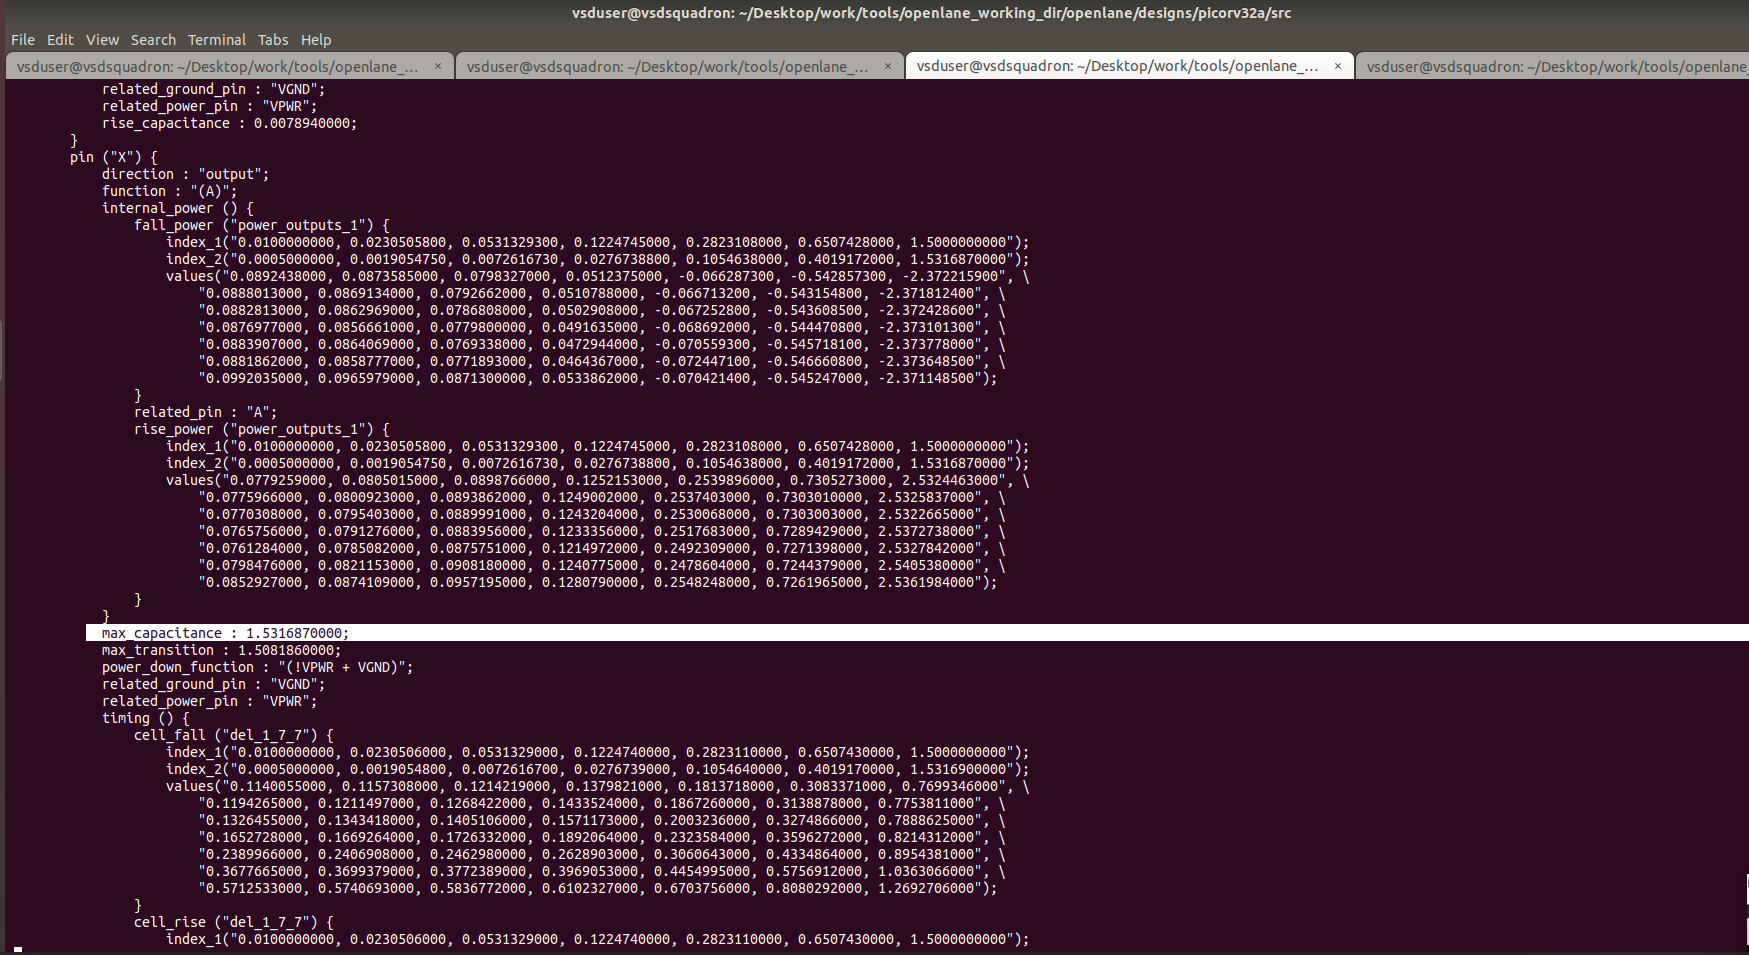 vsduser@vsdsquadron: ~/Desktop/work/tools/openlane_working_dir/openlane/designs/picorv32a/src
File Edit View Search Terminal Tabs Help
vsduser@vsdsquadron: ~/Desktop/work/tools/openlane_... × vsduser@vsdsquadron: ~/Desktop/work/tools/openlane_... × vsduser@vsdsquadron: ~/Desktop/work/tools/openlane_... × vsduser@vsdsquadron: ~/Desktop/work/tools/openlane
related_ground_pin : "VGND";
related_power_pin : "VPWR";
rise_capacitance : 0.0078940000;
}
pin ("X") {
direction : "output";
function : "(A)";
internal_power () {
fall_power ("power_outputs_1") {
index_1("0.0100000000, 0.0230505800, 0.0531329300, 0.1224745000, 0.2823108000, 0.6507428000, 1.5000000000");
index_2("0.0005000000, 0.0019054750, 0.0072616730, 0.0276738800, 0.1054638000, 0.4019172000, 1.5316870000");
values("0.0892438000, 0.0873585000, 0.0798327000, 0.0512375000, -0.066287300, -0.542857300, -2.372215900", \
"0.0888013000, 0.0869134000, 0.0792662000, 0.0510788000, -0.066713200, -0.543154800, -2.371812400", \
"0.0882813000, 0.0862969000, 0.0786808000, 0.0502908000, -0.067252800, -0.543608500, -2.372428600", \
"0.0876977000, 0.0856661000, 0.0779800000, 0.0491635000, -0.068692000, -0.544470800, -2.373101300", \
"0.0883907000, 0.0864069000, 0.0769338000, 0.0472944000, -0.070559300, -0.545718100, -2.373778000", \
"0.0881862000, 0.0858777000, 0.0771893000, 0.0464367000, -0.072447100, -0.546660800, -2.373648500", \
"0.0992035000, 0.0965979000, 0.0871300000, 0.0533862000, -0.070421400, -0.545247000, -2.371148500");
}
related_pin : "A";
rise_power ("power_outputs_1") {
index_1("0.0100000000, 0.0230505800, 0.0531329300, 0.1224745000, 0.2823108000, 0.6507428000, 1.5000000000");
index_2("0.0005000000, 0.0019054750, 0.0072616730, 0.0276738800, 0.1054638000, 0.4019172000, 1.5316870000");
values("0.0779259000, 0.0805015000, 0.0898766000, 0.1252153000, 0.2539896000, 0.7305273000, 2.5324463000", \
"0.0775966000, 0.0800923000, 0.0893862000, 0.1249002000, 0.2537403000, 0.7303010000, 2.5325837000", \
"0.0770308000, 0.0795403000, 0.0889991000, 0.1243204000, 0.2530068000, 0.7303003000, 2.5322665000", \
"0.0765756000, 0.0791276000, 0.0883956000, 0.1233356000, 0.2517683000, 0.7289429000, 2.5372738000", \
"0.0761284000, 0.0785082000, 0.0875751000, 0.1214972000, 0.2492309000, 0.7271398000, 2.5327842000", \
"0.0798476000, 0.0821153000, 0.0908180000, 0.1240775000, 0.2478604000, 0.7244379000, 2.5405380000", \
"0.0852927000, 0.0874109000, 0.0957195000, 0.1280790000, 0.2548248000, 0.7261965000, 2.5361984000");
}
}
max_capacitance : 1.5316870000;
max_transition : 1.5081860000;
power_down_function : "(!VPWR + VGND)";
related_ground_pin : "VGND";
related_power_pin : "VPWR";
timing () {
cell_fall ("del_1_7_7") {
index_1("0.0100000000, 0.0230506000, 0.0531329000, 0.1224740000, 0.2823110000, 0.6507430000, 1.5000000000");
index_2("0.0005000000, 0.0019054800, 0.0072616700, 0.0276739000, 0.1054640000, 0.4019170000, 1.5316900000");
values("0.1140055000, 0.1157308000, 0.1214219000, 0.1379821000, 0.1813718000, 0.3083371000, 0.7699346000", \
"0.1194265000, 0.1211497000, 0.1268422000, 0.1433524000, 0.1867260000, 0.3138878000, 0.7753811000", \
"0.1326455000, 0.1343418000, 0.1405106000, 0.1571173000, 0.2003236000, 0.3274866000, 0.7888625000", \
"0.1652728000, 0.1669264000, 0.1726332000, 0.1892064000, 0.2323584000, 0.3596272000, 0.8214312000", \
"0.2389966000, 0.2406908000, 0.2462980000, 0.2628903000, 0.3060643000, 0.4334864000, 0.8954381000", \
"0.3677665000, 0.3699379000, 0.3772389000, 0.3969053000, 0.4454995000, 0.5756912000, 1.0363066000", \
"0.5712533000, 0.5740693000, 0.5836772000, 0.6102327000, 0.6703756000, 0.8080292000, 1.2692706000");
}
cell_rise ("del_1_7_7") {
index_1("0.0100000000, 0.0230506000, 0.0531329000, 0.1224740000, 0.2823110000, 0.6507430000, 1.5000000000");